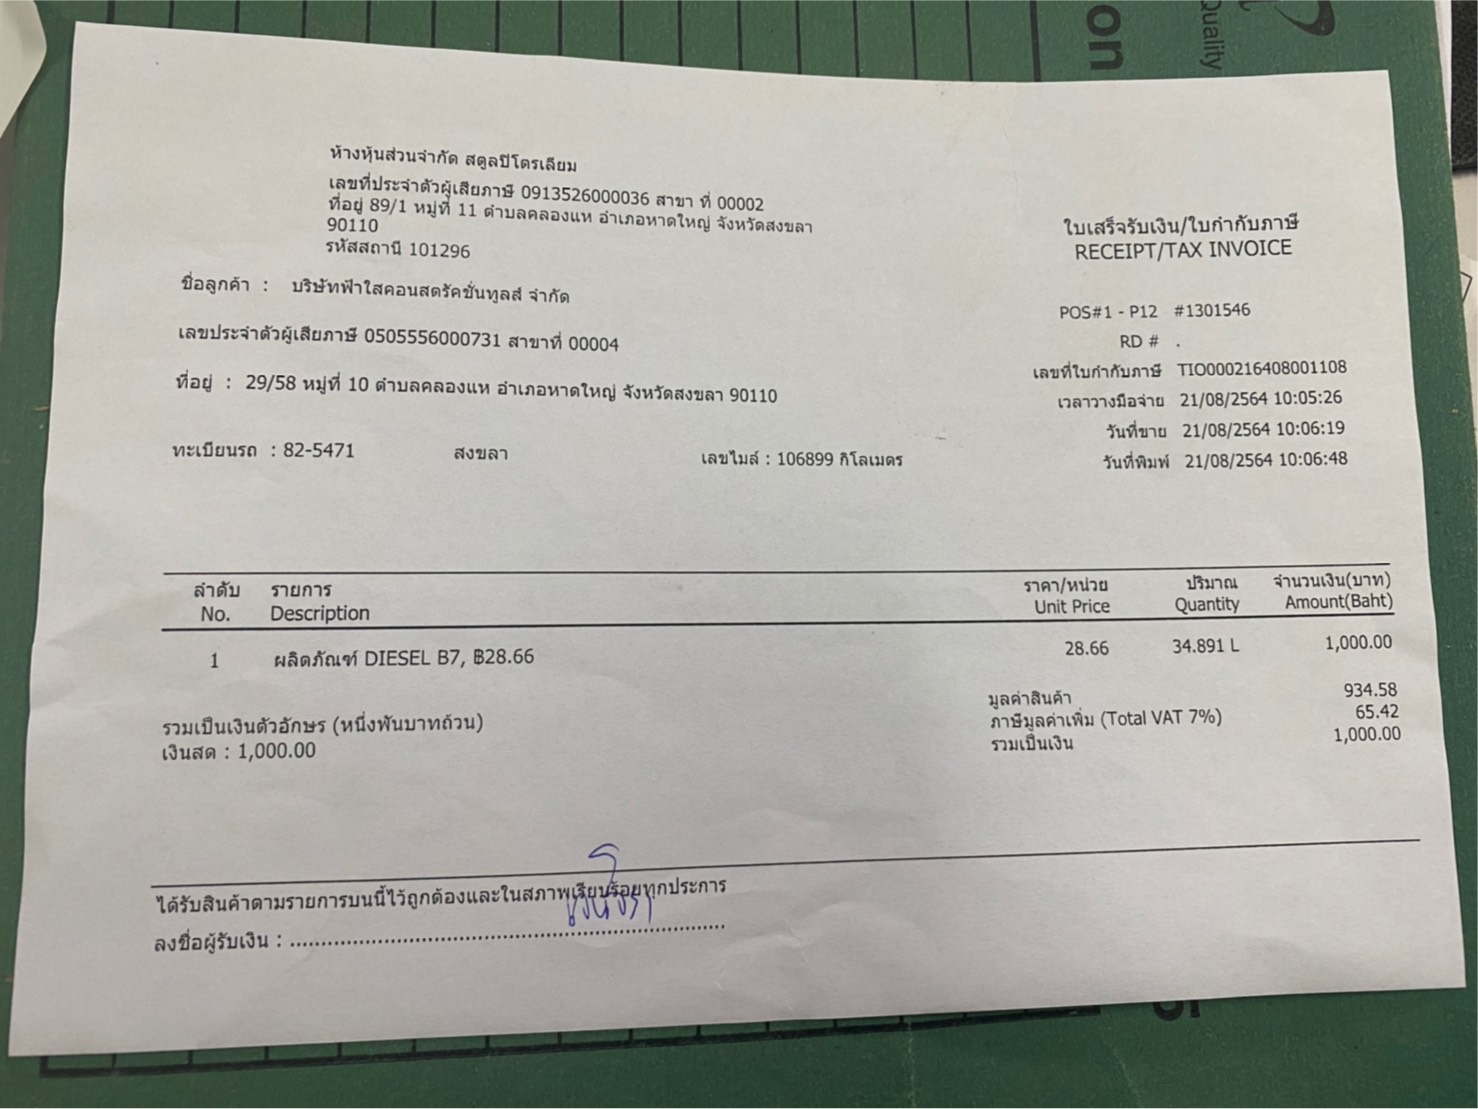 on
Quality
ห้างหุ้นส่วนจำกัด สตูลปิโตรเลียม
เลขที่ประจำตัวผู้เสียภาษี 0913526000036 สาขา ที่ 00002
ที่อยู่ 89/1 หมู่ที่ 11 ตำบลคลองแห อำเภอหาดใหญ่ จังหวัดสงขลา
90110
รหัสสถานี 101296
ใบเสร็จรับเงิน/ใบกำกับภาษี
RECEIPT/TAX INVOICE
ชื่อลูกค้า : บริษัทฟ้าใสคอนสตรัคชั่นทูลส์ จำกัด
เลขประจำตัวผู้เสียภาษี 0505556000731 สาขาที่ 00004
ที่อยู่ : 29/58 หมู่ที่ 10 ตำบลคลองแห อำเภอหาดใหญ่ จังหวัดสงขลา 90110
POS#1 - P12 #1301546
RD # .
เลขที่ใบกำกับภาษี TIO000216408001108
เวลาวางมือจ่าย 21/08/2564 10:05:26
วันที่ขาย 21/08/2564 10:06:19
วันที่พิมพ์ 21/08/2564 10:06:48
ทะเบียนรถ : 82-5471 สงขลา เลขไมล์ : 106899 กิโลเมตร
ลำดับ รายการ ราคา/หน่วย ปริมาณ จำนวนเงิน(บาท)
No. Description Unit Price Quantity Amount(Baht)
1 ผลิตภัณฑ์ DIESEL B7, ฿28.66 28.66 34.891 L 1,000.00
มูลค่าสินค้า 934.58
ภาษีมูลค่าเพิ่ม (Total VAT 7%) 65.42
รวมเป็นเงิน 1,000.00
รวมเป็นเงินตัวอักษร (หนึ่งพันบาทถ้วน)
เงินสด : 1,000.00
ได้รับสินค้าตามรายการบนนี้ไว้ถูกต้องและในสภาพเรียบร้อยทุกประการ
ลงชื่อผู้รับเงิน :